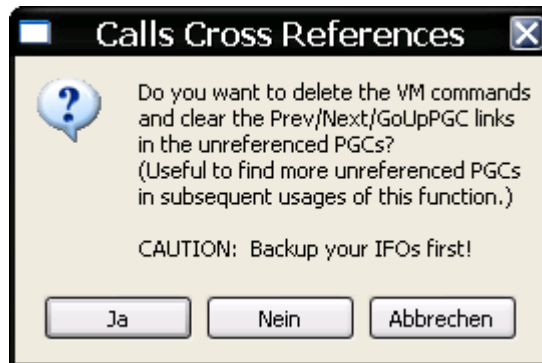 Calls Cross References
Do you want to delete the VM commands
and clear the Prev/Next/GoUpPGC links
in the unreferenced PGCs?
(Useful to find more unreferenced PGCs
in subsequent usages of this function.)
CAUTION:  Backup your IFOs first!
Ja
Nein
Abbrechen